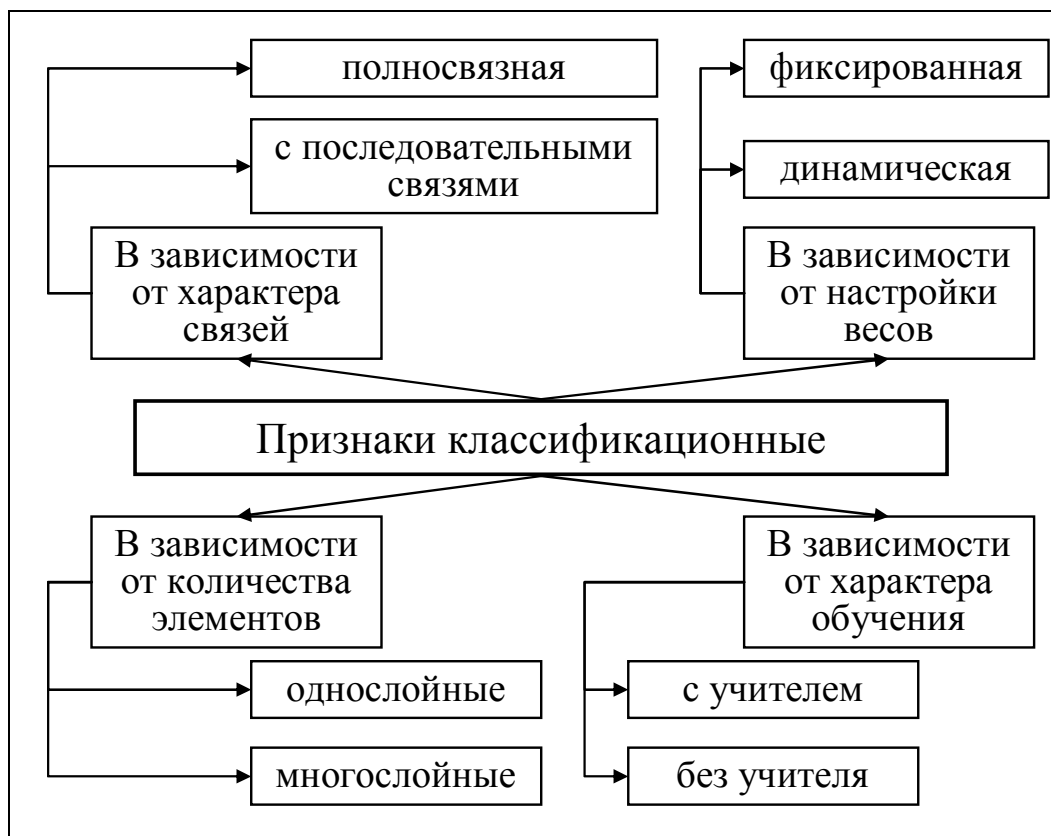 полносвязная
с последовательными
связями
В зависимости
от характера
связей
фиксированная
динамическая
В зависимости
от настройки
весов
Признаки классификационные
В зависимости
от количества
элементов
однослойные
многослойные
В зависимости
от характера
обучения
с учителем
без учителя